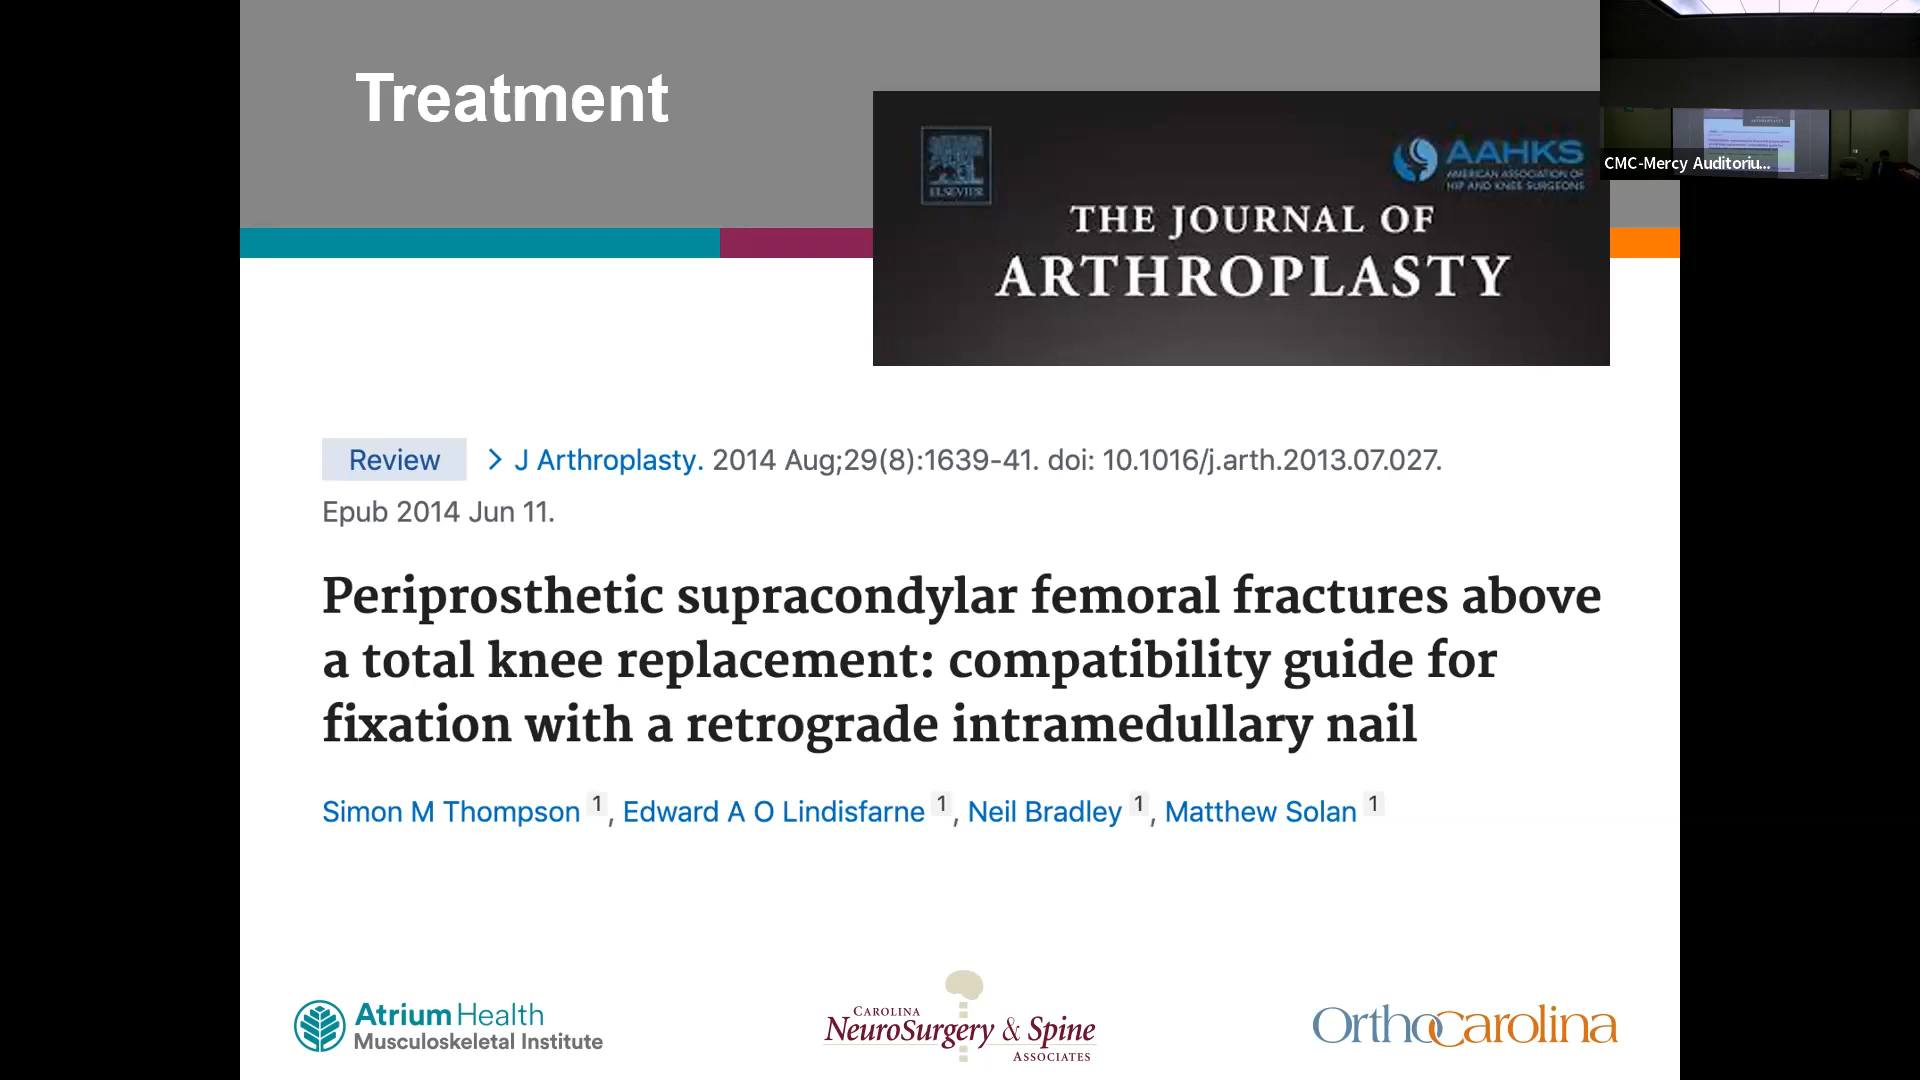 Treatment
ELSEVIER
AAHKS
AMERICAN ASSOCIATION OF
HIP AND KNEE SURGEONS
THE JOURNAL OF
ARTHROPLASTY
CMC-Mercy Auditoriu...
Review > J Arthroplasty. 2014 Aug;29(8):1639-41. doi: 10.1016/j.arth.2013.07.027.
Epub 2014 Jun 11.
Periprosthetic supracondylar femoral fractures above
a total knee replacement: compatibility guide for
fixation with a retrograde intramedullary nail
Simon M Thompson 1, Edward A O Lindisfarne 1, Neil Bradley 1, Matthew Solan 1
Atrium Health
Musculoskeletal Institute
CAROLINA
NEUROSURGERY & SPINE
ASSOCIATES
OrthoCarolina